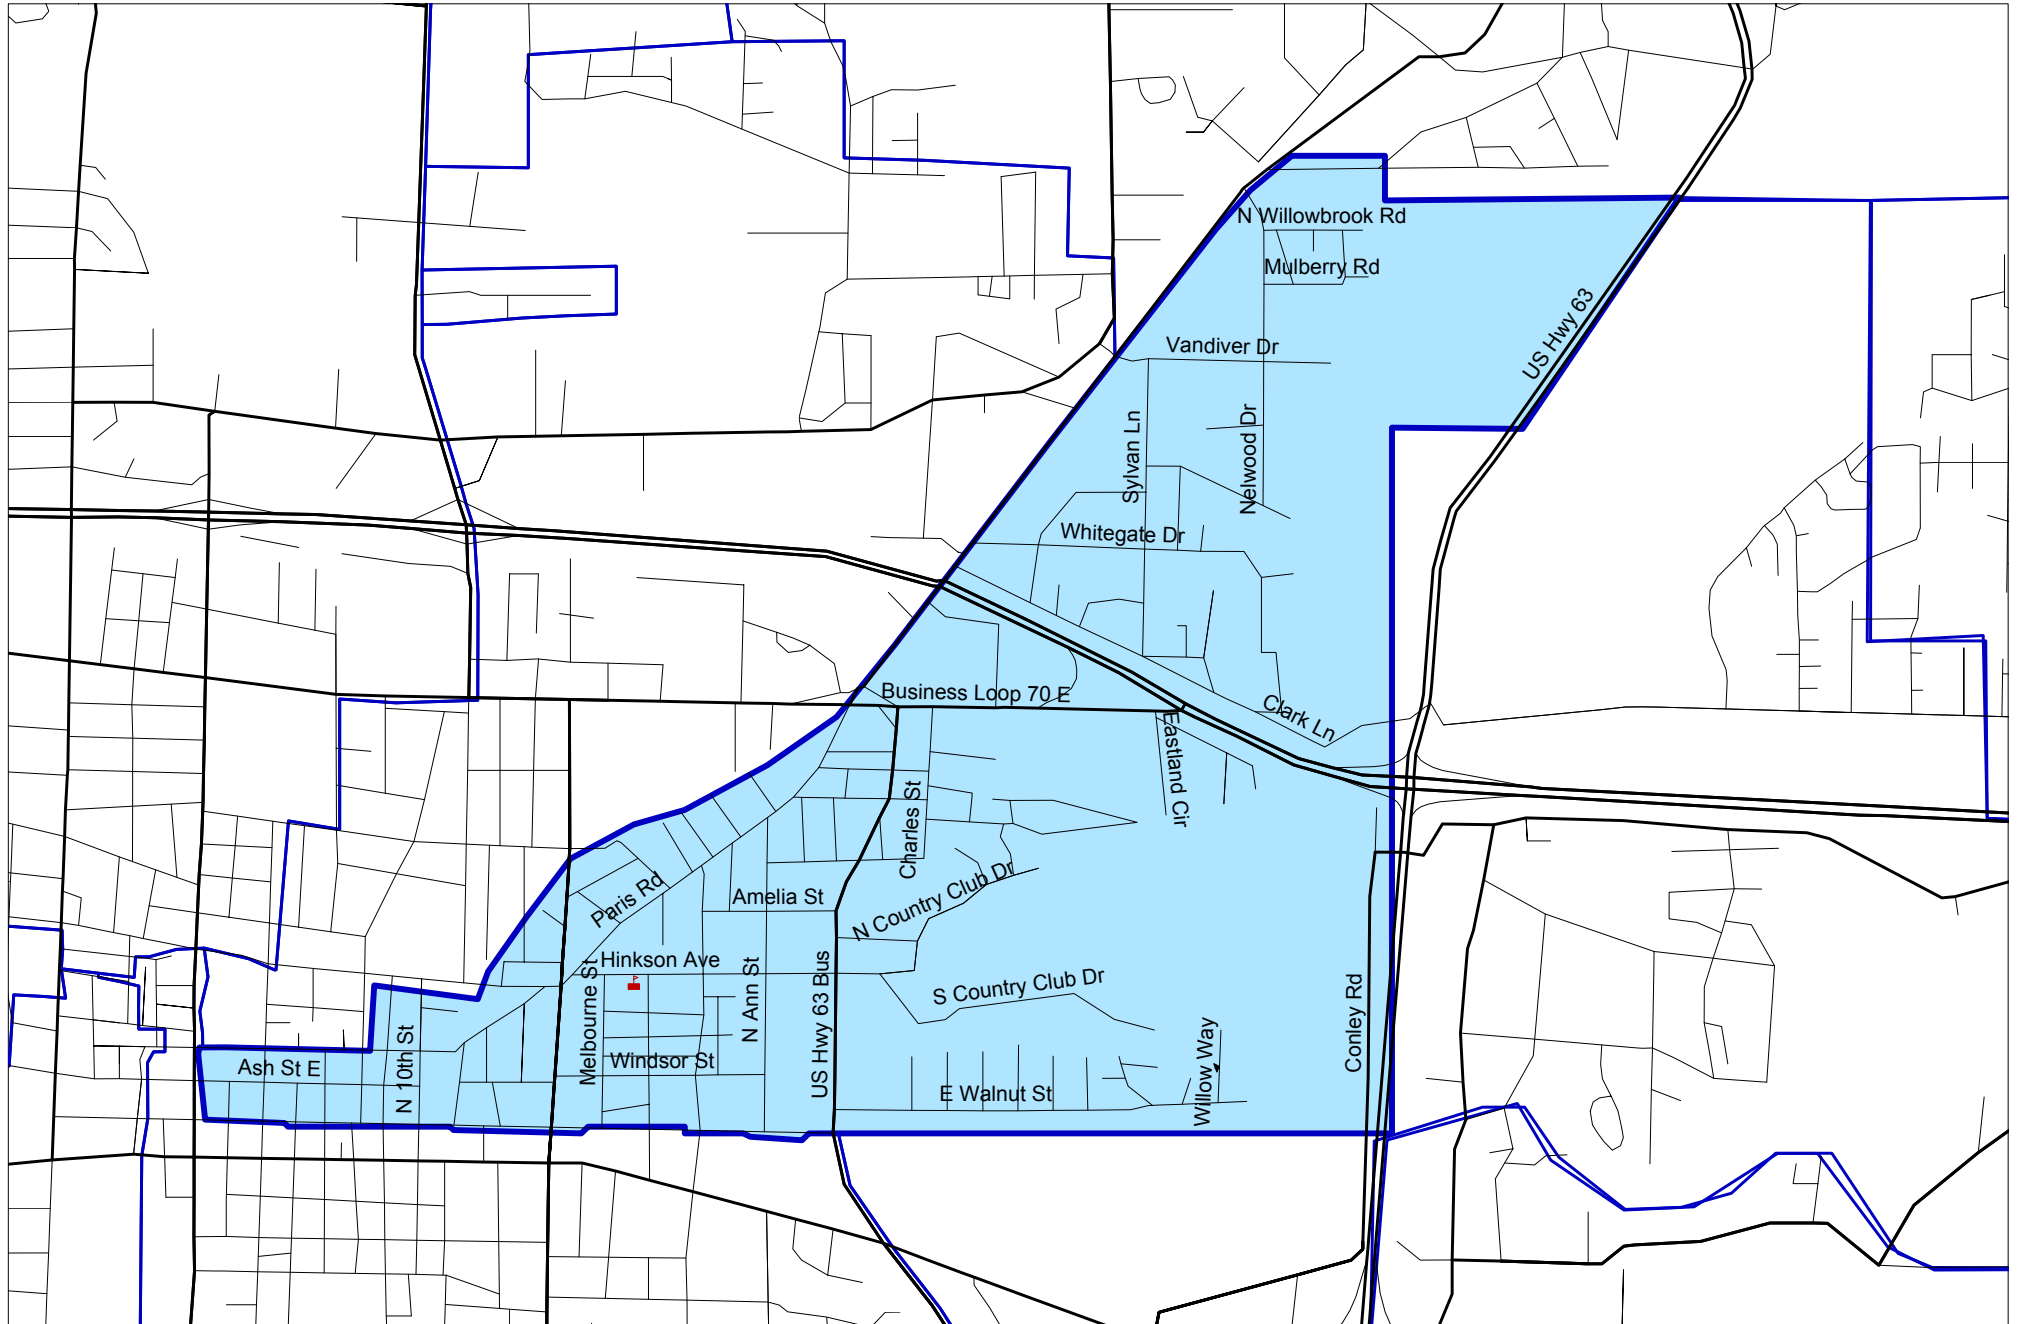 N Willowbrook Rd
Mulberry Rd
US Hwy 63
Vandiver Dr
Sylvan Ln
Nelwood Dr
Whitegate Dr
Business Loop 70 E
Clark Ln
Eastland Cir
Charles St
Paris Rd
Amelia St
N Country Club Dr
Hinkson Ave
S Country Club Dr
Melbourne St
N Ann St
US Hwy 63 Bus
Conley Rd
N 10th St
Ash St E
Windsor St
E Walnut St
Willow Way